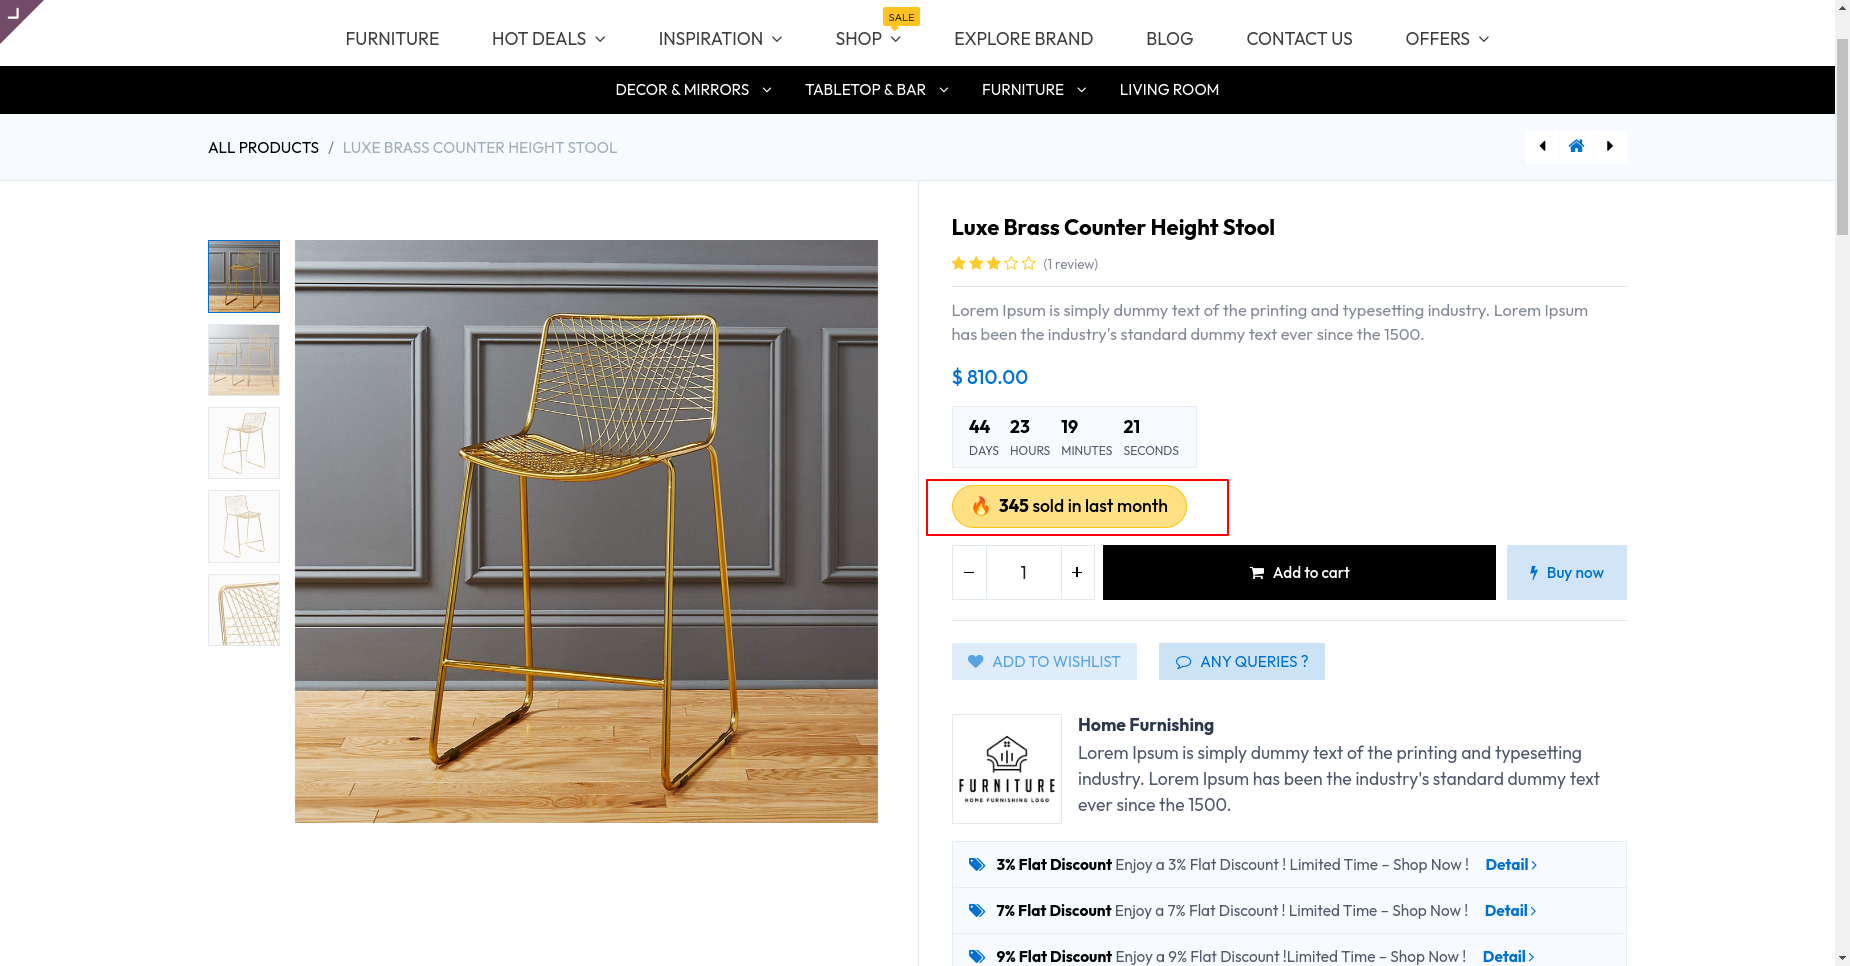 SALE
FURNITURE HOT DEALS INSPIRATION SHOP EXPLORE BRAND BLOG CONTACT US OFFERS
DECOR & MIRRORS TABLETOP & BAR FURNITURE LIVING ROOM
ALL PRODUCTS / LUXE BRASS COUNTER HEIGHT STOOL
Luxe Brass Counter Height Stool
(1 review)
Lorem Ipsum is simply dummy text of the printing and typesetting industry. Lorem Ipsum
has been the industry's standard dummy text ever since the 1500.
$ 810.00
44 23 19 21
DAYS HOURS MINUTES SECONDS
🔥 345 sold in last month
− 1 + Add to cart Buy now
ADD TO WISHLIST ANY QUERIES ?
Home Furnishing
Lorem Ipsum is simply dummy text of the printing and typesetting
industry. Lorem Ipsum has been the industry's standard dummy text
ever since the 1500.
FURNITURE
HOME FURNISHING LOGO
3% Flat Discount Enjoy a 3% Flat Discount ! Limited Time – Shop Now ! Detail
7% Flat Discount Enjoy a 7% Flat Discount ! Limited Time – Shop Now ! Detail
9% Flat Discount Enjoy a 9% Flat Discount !Limited Time – Shop Now ! Detail